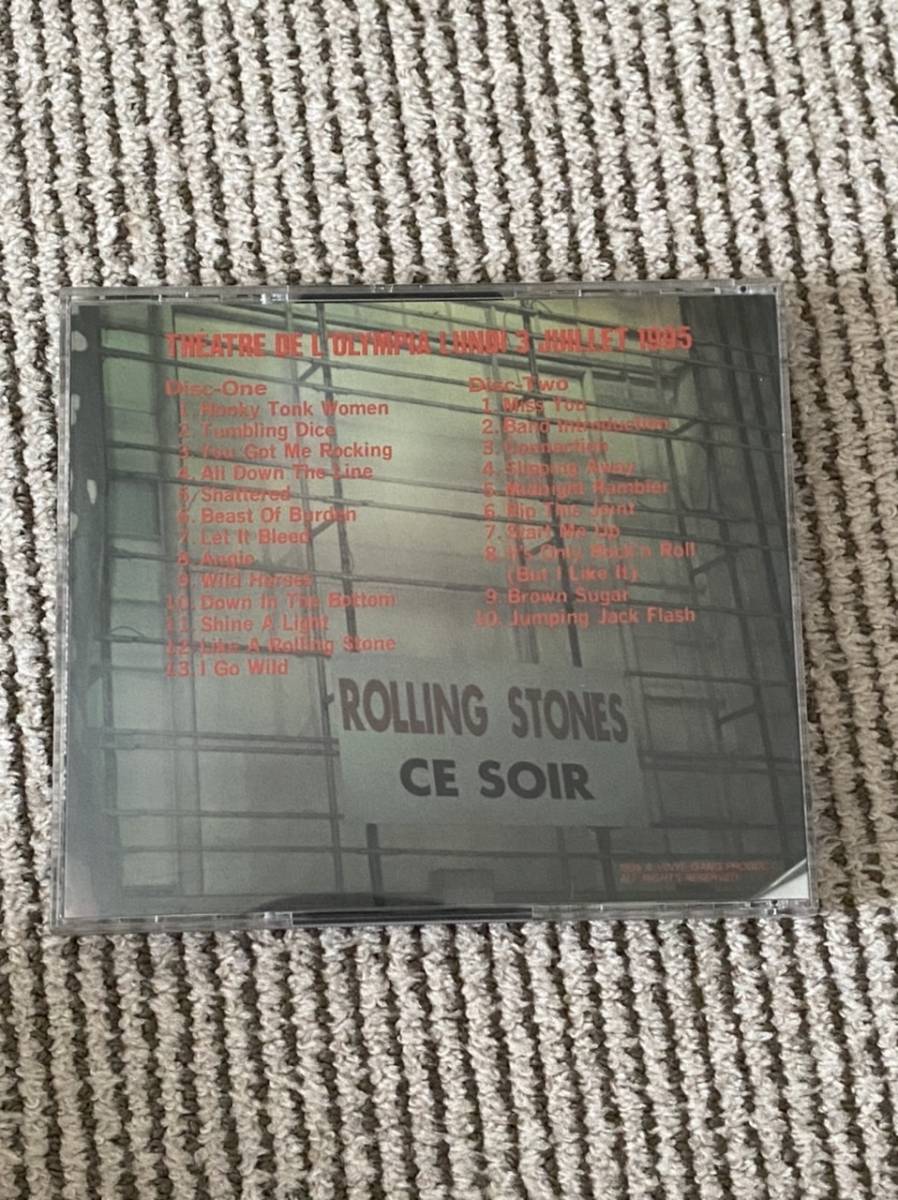 THEATRE DE L'OLYMPIA LUNDI 3 JUILLET 1995
Disc-One
1. Honky Tonk Women
2. Tumbling Dice
3. You Got Me Rocking
4. All Down The Line
5. Shattered
6. Beast Of Burden
7. Let It Bleed
8. Angie
9. Wild Horses
10. Down In The Bottom
11. Shine A Light
12. Like A Rolling Stone
13. I Go Wild
Disc-Two
1. Miss You
2. Band Introduction
3. Connection
4. Slipping Away
5. Midnight Rambler
6. Rip This Joint
7. Start Me Up
8. It's Only Rock'n Roll
(But I Like It)
9. Brown Sugar
10. Jumping Jack Flash
ROLLING STONES
CE SOIR
VINYL GANG
ALL RIGHTS RESERVED